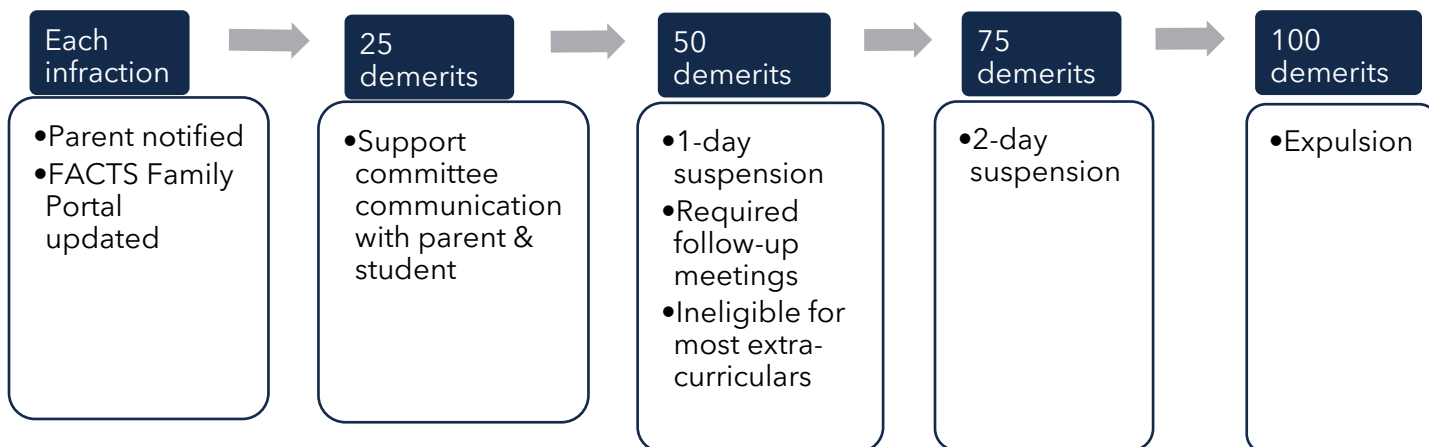 Each
infraction
•Parent notified
•FACTS Family
Portal
updated
25
demerits
•Support
committee
communication
with parent &
student
50
demerits
•1-day
suspension
•Required
follow-up
meetings
•Ineligible for
most extra-
curriculars
75
demerits
•2-day
suspension
100
demerits
•Expulsion